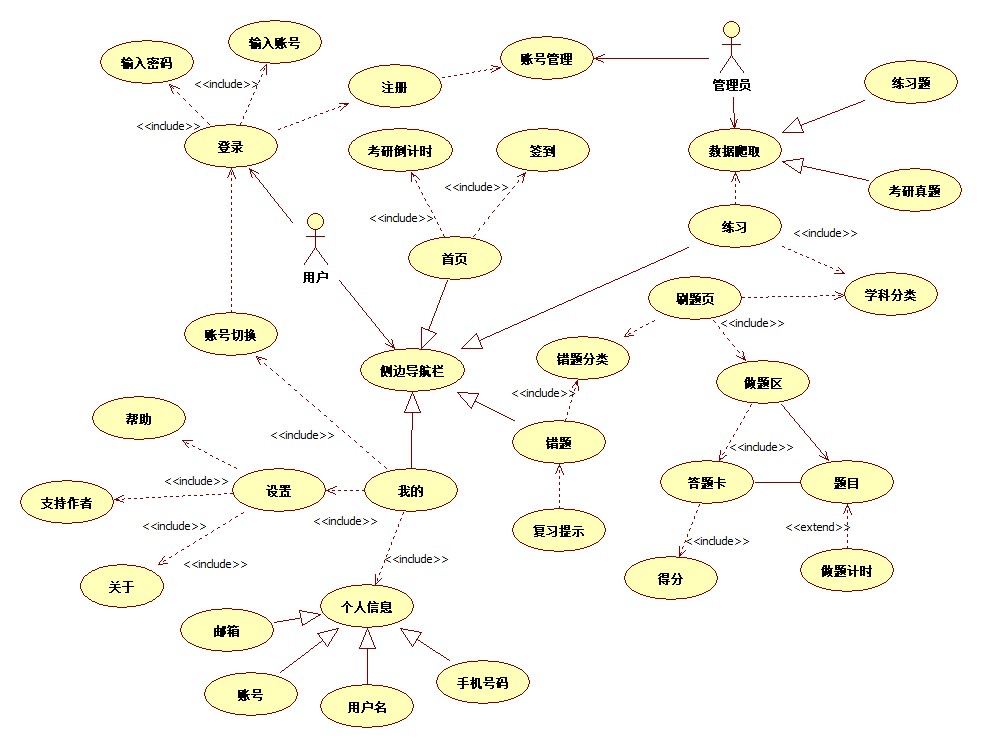 输入账号
输入密码
账号管理
管理员
<<include>>
注册
练习题
<<include>>
登录
考研倒计时
签到
数据爬取
<<include>>
考研真题
<<include>>
练习
<<include>>
用户
首页
刷题页
学科分类
<<include>>
账号切换
侧边导航栏
错题分类
做题区
<<include>>
帮助
<<include>>
错题
<<include>>
支持作者
<<include>>
设置
我的
答题卡
题目
<<include>>
<<include>>
<<extend>>
复习提示
<<include>>
<<include>>
<<include>>
关于
得分
做题计时
个人信息
邮箱
账号
用户名
手机号码